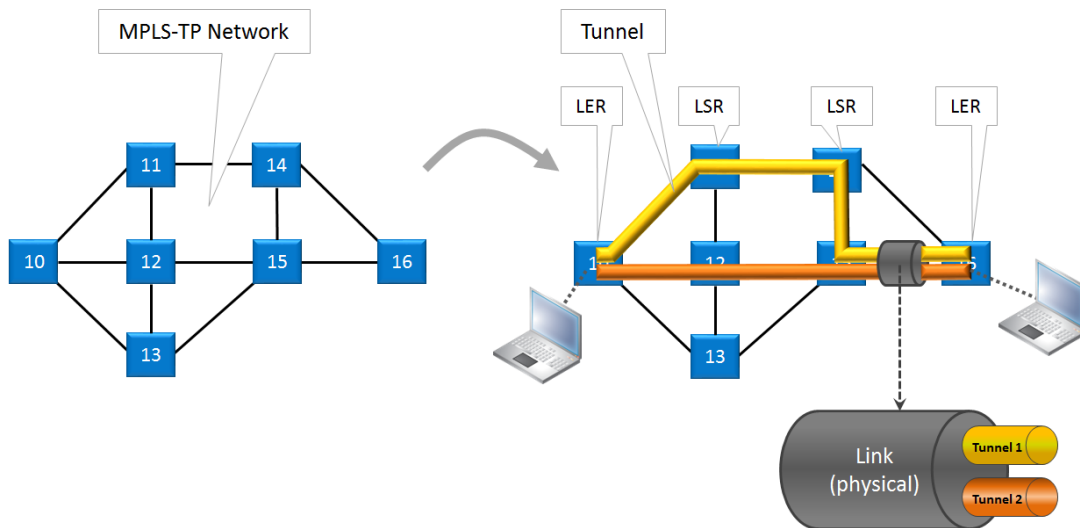 MPLS-TP Network
Tunnel
LER
LSR
LSR
LER
11
14
10
12
15
16
13
13
Link
(physical)
Tunnel 1
Tunnel 2